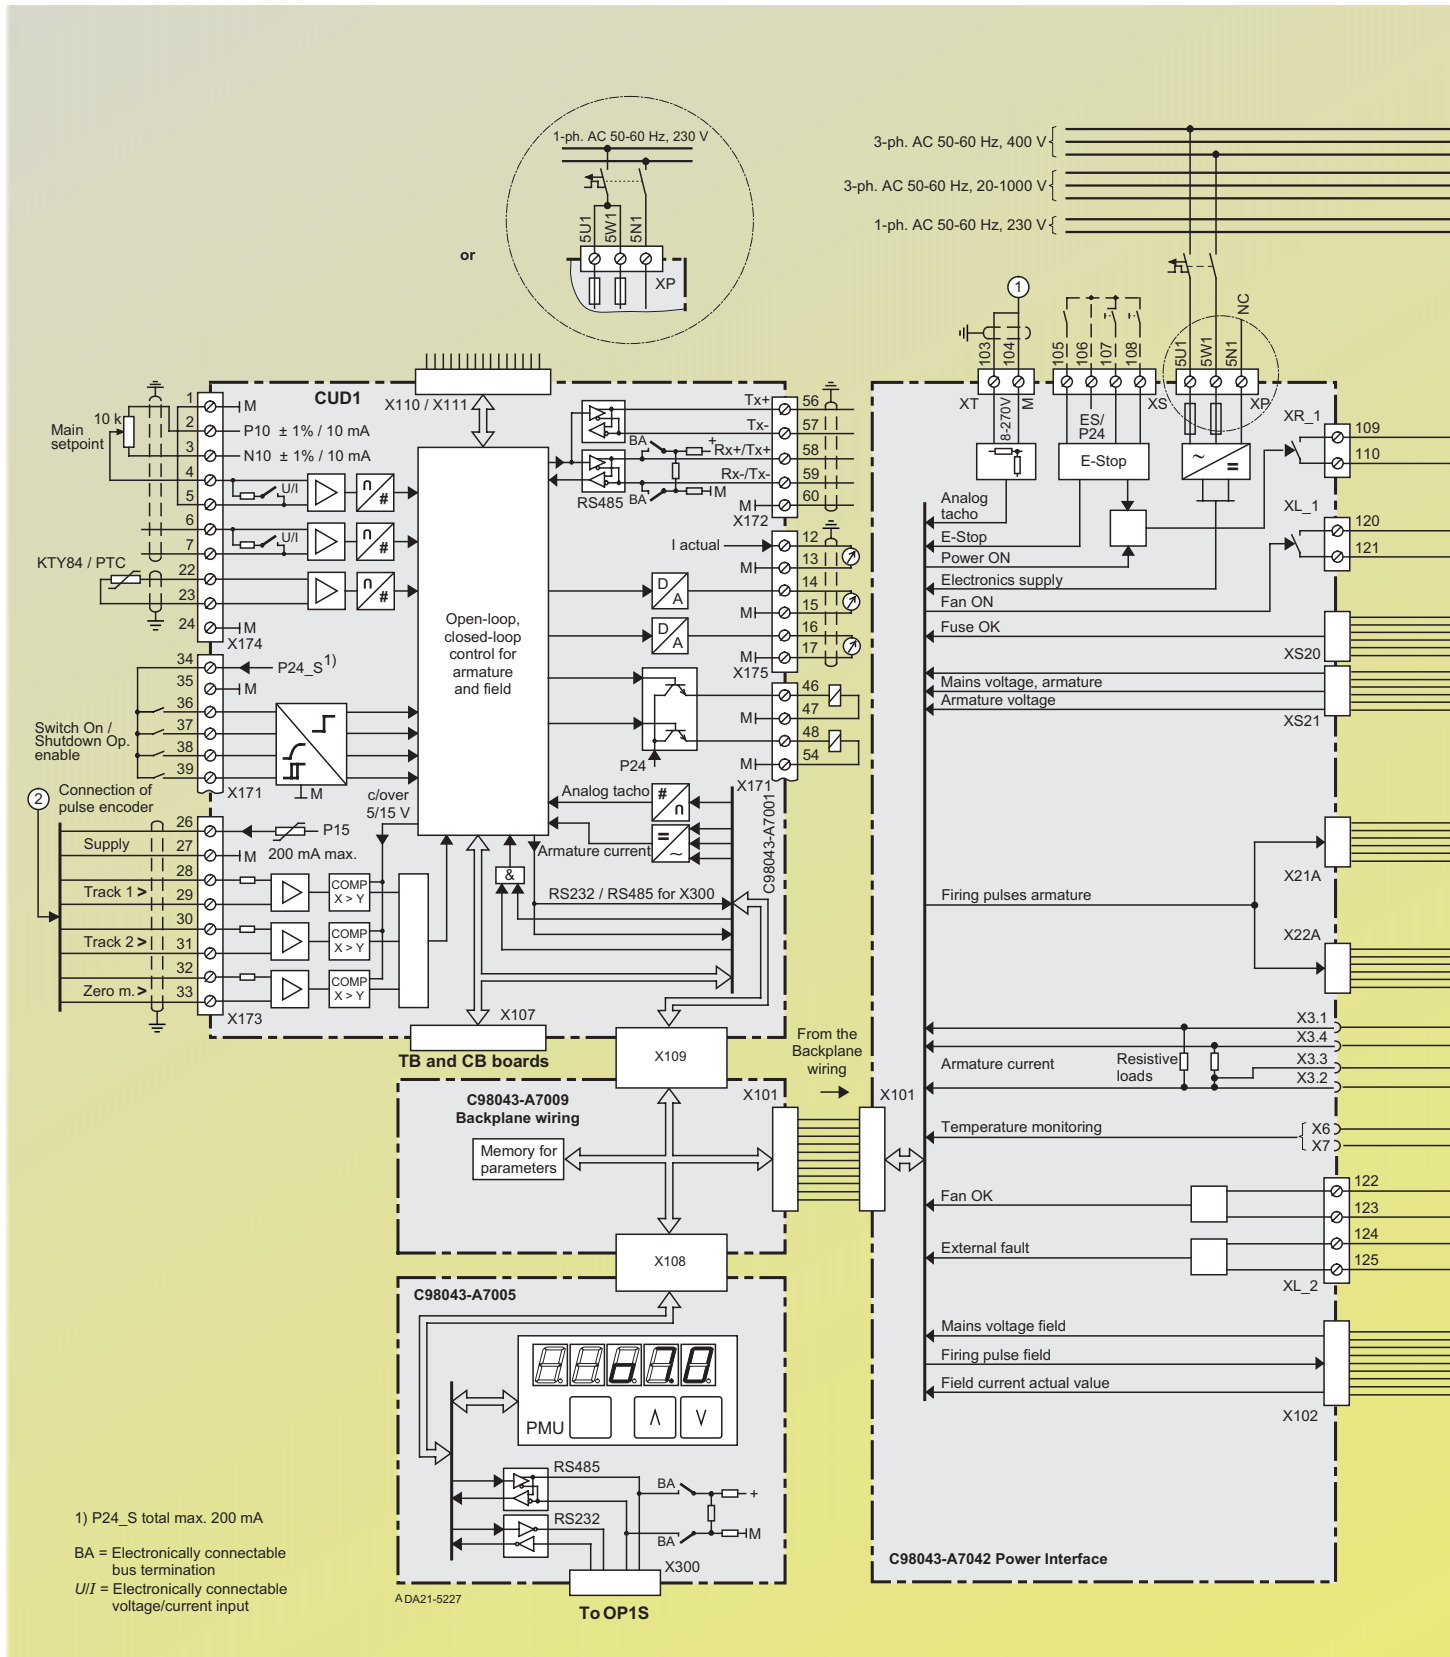 1-ph. AC 50-60 Hz, 230 V
5U1
5W1
5N1
XP
or
3-ph. AC 50-60 Hz, 400 V
3-ph. AC 50-60 Hz, 20-1000 V
1-ph. AC 50-60 Hz, 230 V
1
NC
103
104
105
106
107
108
5U1
5W1
5N1
XT
8-270V
M
XS
ES/
P24
XP
E-Stop
~
=
XR_1
109
110
XL_1
120
121
Analog
tacho
E-Stop
Power ON
Electronics supply
Fan ON
Fuse OK
XS20
Mains voltage, armature
Armature voltage
XS21
X21A
Firing pulses armature
X22A
X3.1
X3.4
X3.3
X3.2
Armature current
Resistive
loads
Temperature monitoring
X6
X7
Fan OK
122
123
External fault
124
125
XL_2
Mains voltage field
Firing pulse field
Field current actual value
X102
C98043-A7042 Power Interface
X101
From the
Backplane
wiring
CUD1
X110 / X111
Main
setpoint
10 k
1
2
3
4
5
6
7
22
23
24
M
P10 ± 1% / 10 mA
N10 ± 1% / 10 mA
U/I
n
#
U/I
n
#
KTY84 / PTC
n
#
M
X174
34
35
36
37
38
39
P24_S 1)
M
Switch On /
Shutdown Op.
enable
M
X171
2
Connection of
pulse encoder
c/over
5/15 V
26
27
28
29
30
31
32
33
P15
200 mA max.
M
Supply
Track 1 >
Track 2 >
Zero m. >
COMP
X > Y
COMP
X > Y
COMP
X > Y
X173
Open-loop,
closed-loop
control for
armature
and field
Tx+
Tx-
Rx+/Tx+
Rx-/Tx-
BA
+
BA
M
RS485
M
56
57
58
59
60
X172
I actual
M
M
M
12
13
14
15
16
17
D
A
D
A
X175
46
47
48
54
M
M
P24
X171
C98043-A7001
Analog tacho
#
n
Armature current
=
~
&
RS232 / RS485 for X300
X107
TB and CB boards
X109
C98043-A7009
Backplane wiring
Memory for
parameters
X101
X108
C98043-A7005
o7.0
PMU
Λ
V
RS485
RS232
BA
+
BA
M
X300
To OP1S
ADA21-5227
1) P24_S total max. 200 mA
BA = Electronically connectable
bus termination
U/I = Electronically connectable
voltage/current input